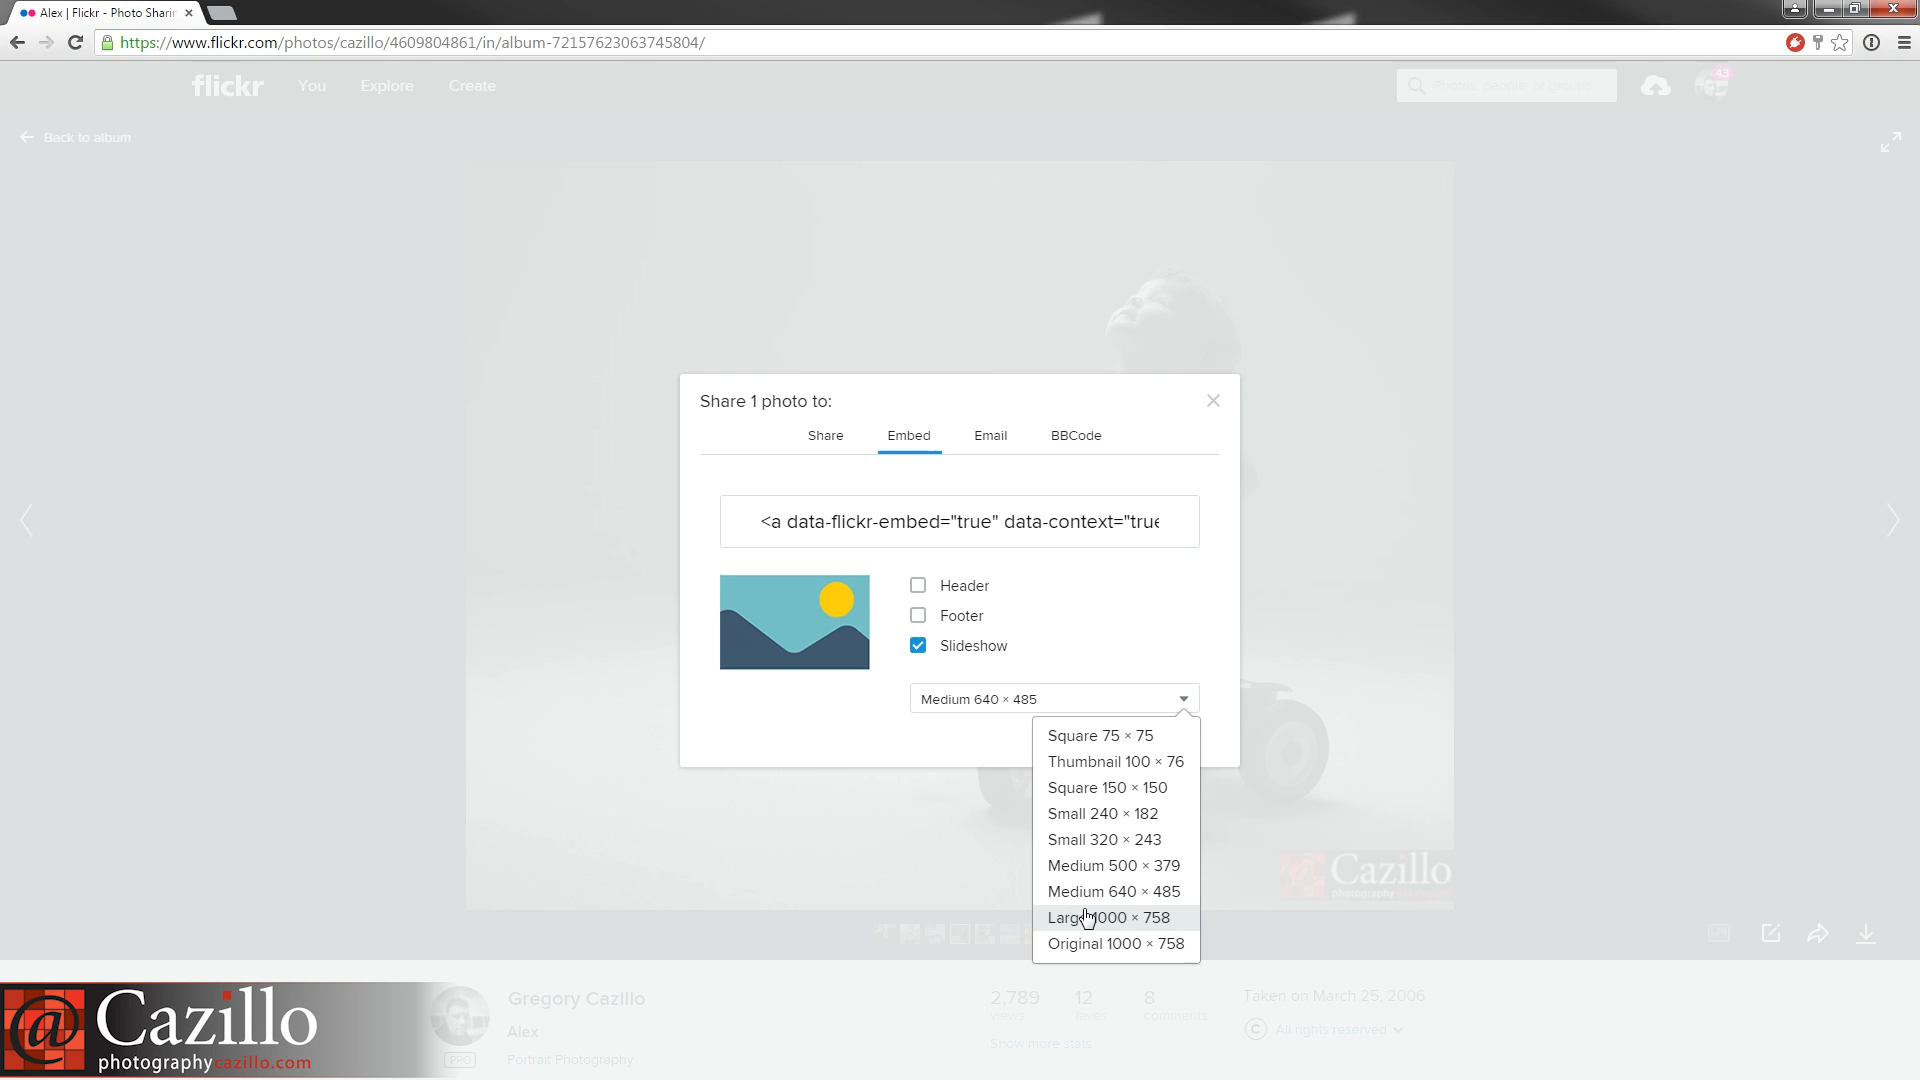 Alex | Flickr - Photo Sharin
https://www.flickr.com/photos/cazillo/4609804861/in/album-72157623063745804/
flickr You Explore Create
43
Back to album
Share 1 photo to:
Share Embed Email BBCode
<a data-flickr-embed="true" data-context="true
Header
Footer
Slideshow
Medium 640 × 485
Square 75 × 75
Thumbnail 100 × 76
Square 150 × 150
Small 240 × 182
Small 320 × 243
Medium 500 × 379
Medium 640 × 485
Large 1000 × 758
Original 1000 × 758
Cazillo
photography
@ Cazillo
photographycazillo.com
Gregory Cazillo
Alex
PRO
Portrait Photography
2,789 12 8
views faves comments
Show more stats
Taken on March 25, 2006
All rights reserved